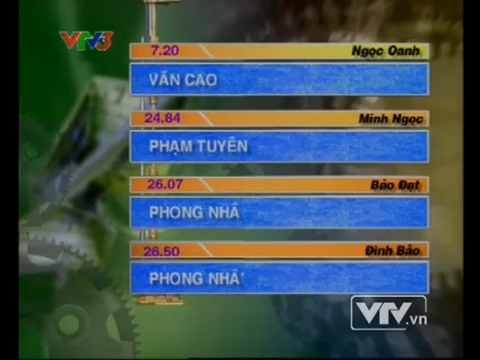 VTV3
7.20 Ngọc Oanh
VĂN CAO
24.84 Minh Ngọc
PHẠM TUYÊN
26.07 Bảo Đạt
PHONG NHÃ
26.50 Đình Bảo
PHONG NHÃ
VTV.vn